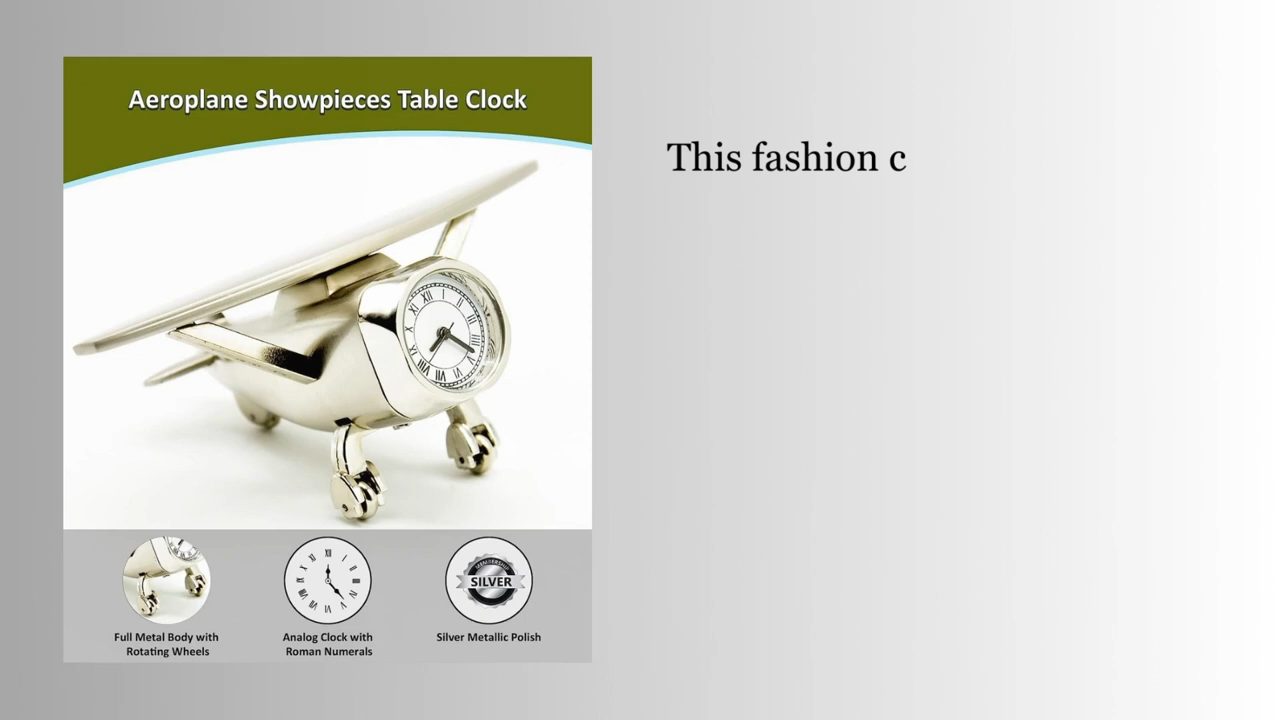 Aeroplane Showpieces Table Clock
This fashion c
MEMBERSHIP
SILVER
Full Metal Body with
Rotating Wheels
Analog Clock with
Roman Numerals
Silver Metallic Polish